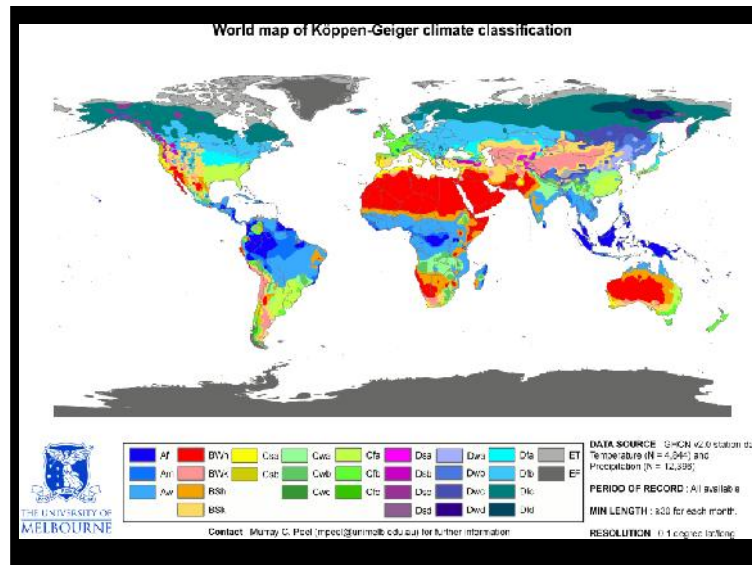 World map of Köppen-Geiger climate classification
Af BWh Csa Cwa Cfa Dsa Dwa Dfa ET
Am BWk Csb Cwb Cfb Dsb Dwb Dfb EF
Aw BSh Cwc Cfc Dsc Dwc Dfc
BSk Dsd Dwd Dfd
DATA SOURCE : GHCN v2.0 station da
Temperature (N = 4,844) and
Precipitation (N = 12,396)
PERIOD OF RECORD : All available
MIN LENGTH : ≥30 for each month.
RESOLUTION : 0.1 degree lat/long
THE UNIVERSITY OF
MELBOURNE
Contact : Murray C. Peel (mpeel@unimelb.edu.au) for further information